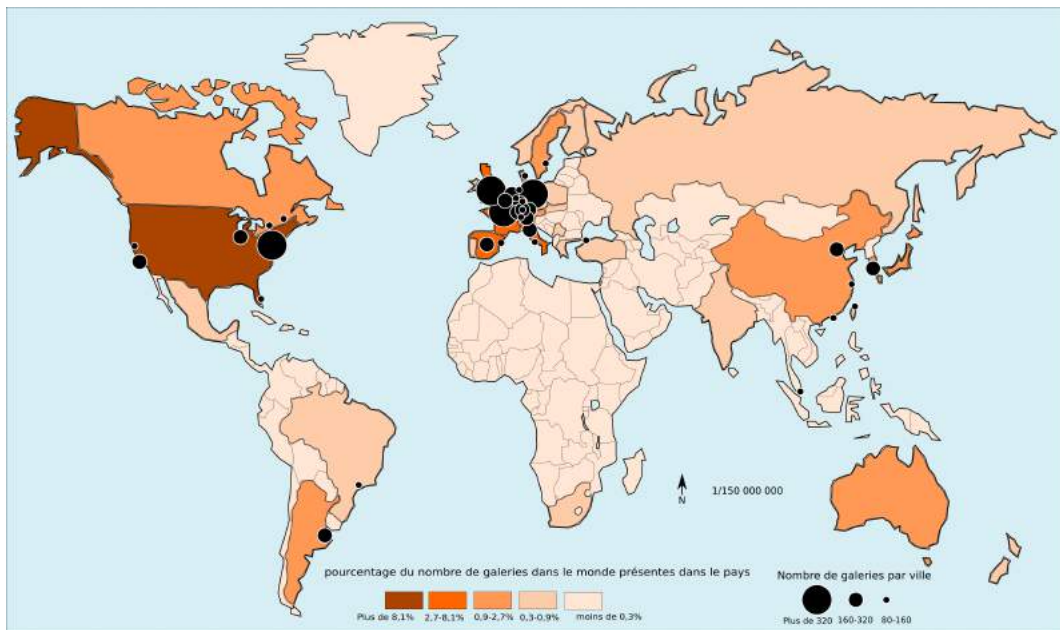 N
1/150 000 000
pourcentage du nombre de galeries dans le monde présentes dans le pays
Plus de 8,1% 2,7-8,1% 0,9-2,7% 0,3-0,9% moins de 0,3%
Nombre de galeries par ville
Plus de 320 160-320 80-160